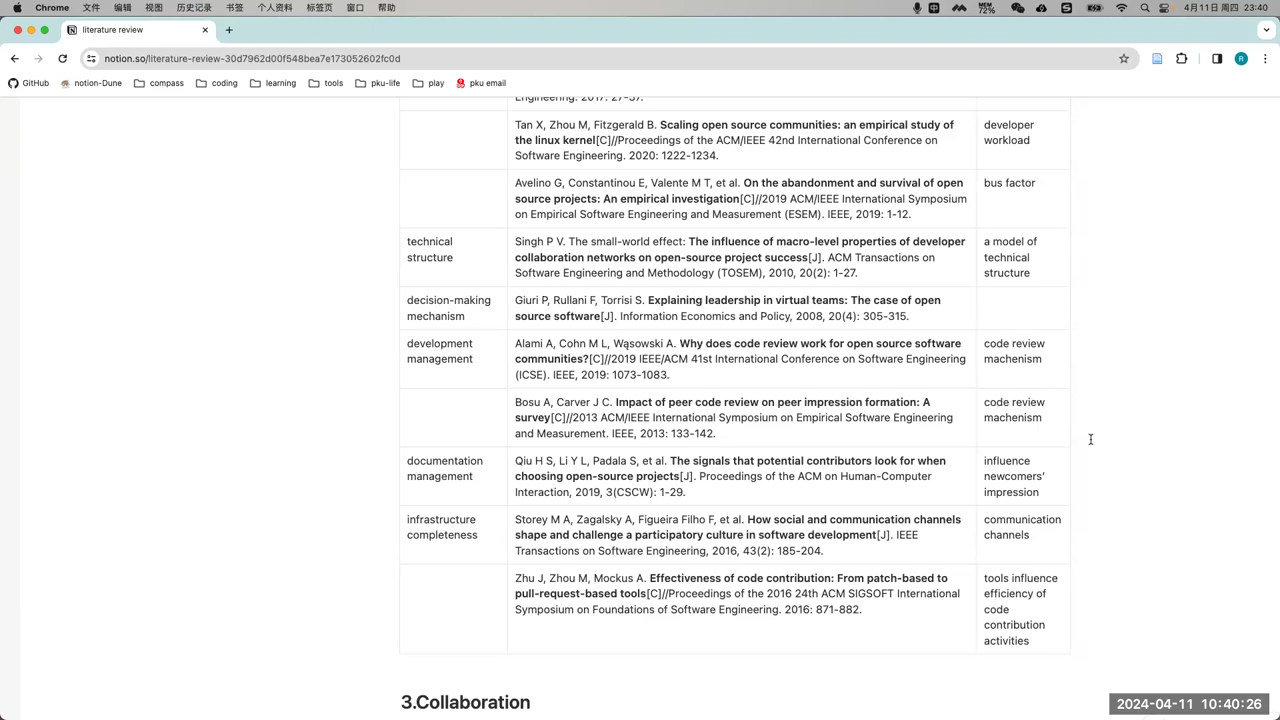 Chrome 文件 编辑 视图 历史记录 书签 个人资料 标签页 窗口 帮助
中 MEM 72% S 4月11日 周四 23:40
literature review
notion.so/literature-review-30d7962d00f548bea7e173052602fc0d
R
GitHub notion-Dune compass coding learning tools pku-life play pku email
Engineering. 2017: 27-37.
Tan X, Zhou M, Fitzgerald B. Scaling open source communities: an empirical study of
the linux kernel[C]//Proceedings of the ACM/IEEE 42nd International Conference on
Software Engineering. 2020: 1222-1234.
developer
workload
Avelino G, Constantinou E, Valente M T, et al. On the abandonment and survival of open
source projects: An empirical investigation[C]//2019 ACM/IEEE International Symposium
on Empirical Software Engineering and Measurement (ESEM). IEEE, 2019: 1-12.
bus factor
technical
structure
Singh P V. The small-world effect: The influence of macro-level properties of developer
collaboration networks on open-source project success[J]. ACM Transactions on
Software Engineering and Methodology (TOSEM), 2010, 20(2): 1-27.
a model of
technical
structure
decision-making
mechanism
Giuri P, Rullani F, Torrisi S. Explaining leadership in virtual teams: The case of open
source software[J]. Information Economics and Policy, 2008, 20(4): 305-315.
development
management
Alami A, Cohn M L, Wąsowski A. Why does code review work for open source software
communities?[C]//2019 IEEE/ACM 41st International Conference on Software Engineering
(ICSE). IEEE, 2019: 1073-1083.
code review
machenism
Bosu A, Carver J C. Impact of peer code review on peer impression formation: A
survey[C]//2013 ACM/IEEE International Symposium on Empirical Software Engineering
and Measurement. IEEE, 2013: 133-142.
code review
machenism
documentation
management
Qiu H S, Li Y L, Padala S, et al. The signals that potential contributors look for when
choosing open-source projects[J]. Proceedings of the ACM on Human-Computer
Interaction, 2019, 3(CSCW): 1-29.
influence
newcomers’
impression
infrastructure
completeness
Storey M A, Zagalsky A, Figueira Filho F, et al. How social and communication channels
shape and challenge a participatory culture in software development[J]. IEEE
Transactions on Software Engineering, 2016, 43(2): 185-204.
communication
channels
Zhu J, Zhou M, Mockus A. Effectiveness of code contribution: From patch-based to
pull-request-based tools[C]//Proceedings of the 2016 24th ACM SIGSOFT International
Symposium on Foundations of Software Engineering. 2016: 871-882.
tools influence
efficiency of
code
contribution
activities
3.Collaboration
2024-04-11 10:40:26